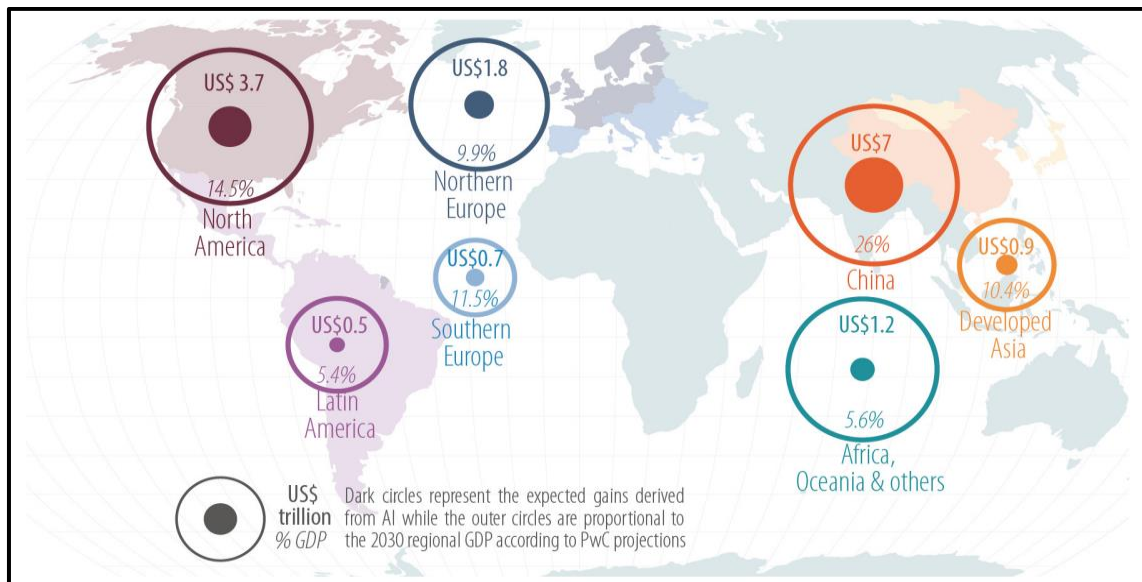 US$ 3.7
14.5%
North
America
US$1.8
9.9%
Northern
Europe
US$0.7
11.5%
Southern
Europe
US$0.5
5.4%
Latin
America
US$7
26%
China
US$0.9
10.4%
Developed
Asia
US$1.2
5.6%
Africa,
Oceania & others
US$
trillion
% GDP
Dark circles represent the expected gains derived
from AI while the outer circles are proportional to
the 2030 regional GDP according to PwC projections